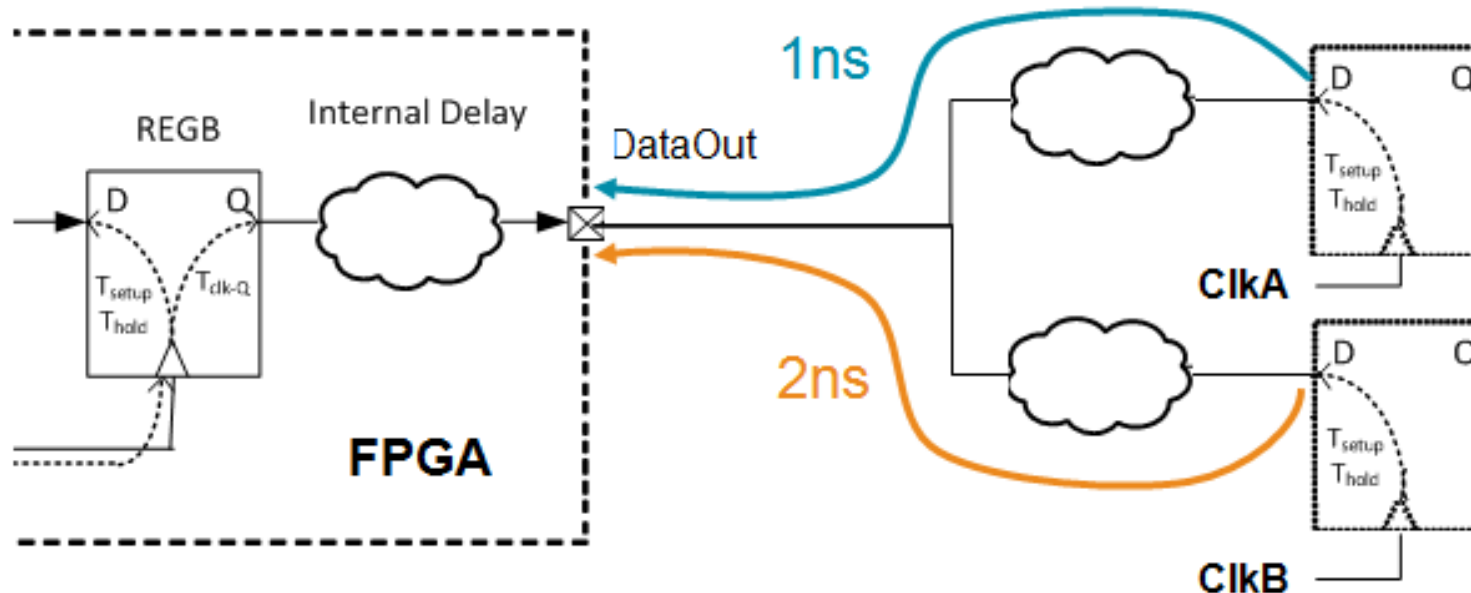 REGB
Internal Delay
D
Q
Tsetup
Thold
Tclk-Q
FPGA
DataOut
1ns
2ns
D
Q
Tsetup
Thold
ClkA
D
Tsetup
Thold
ClkB